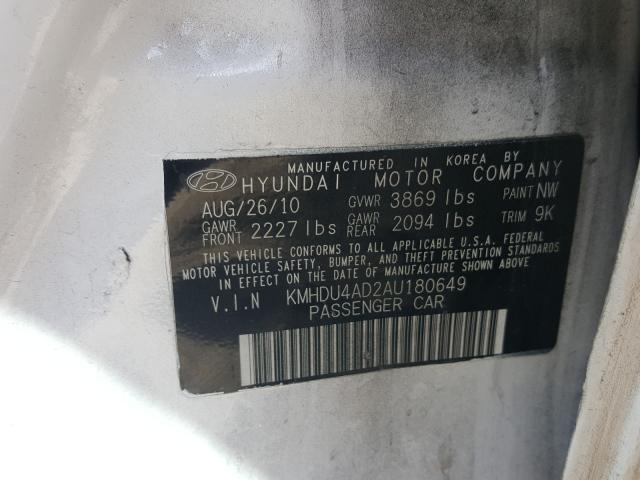 MANUFACTURED IN KOREA BY
HYUNDAI MOTOR COMPANY
AUG/26/10 GVWR 3869 lbs PAINT NW
GAWR FRONT 2227 lbs GAWR REAR 2094 lbs TRIM 9K
THIS VEHICLE CONFORMS TO ALL APPLICABLE U.S.A. FEDERAL
MOTOR VEHICLE SAFETY, BUMPER, AND THEFT PREVENTION STANDARDS
IN EFFECT ON THE DATE OF MANUFACTURE SHOWN ABOVE
V.I.N KMHDU4AD2AU180649
PASSENGER CAR